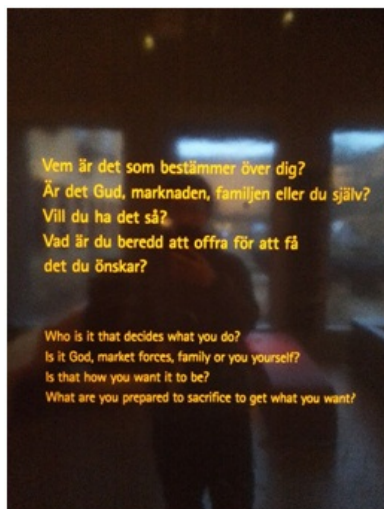 Vem är det som bestämmer över dig?
Är det Gud, marknaden, familjen eller du själv?
Vill du ha det så?
Vad är du beredd att offra för att få
det du önskar?
Who is it that decides what you do?
Is it God, market forces, family or you yourself?
Is that how you want it to be?
What are you prepared to sacrifice to get what you want?